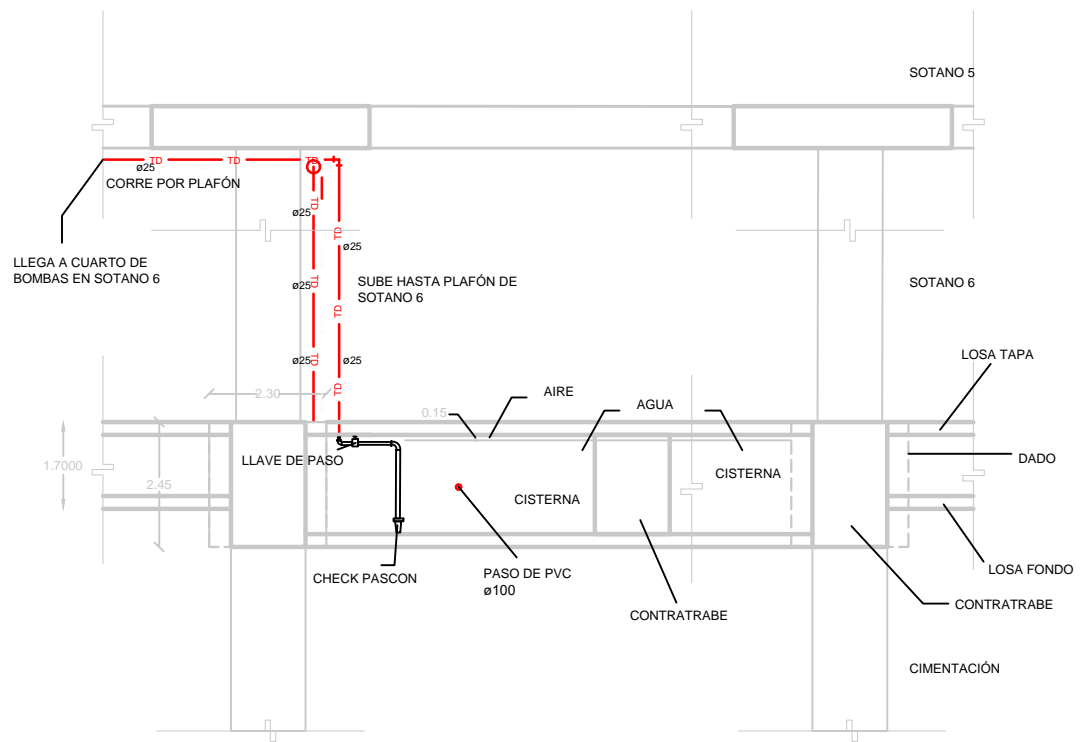 SOTANO 5
TD
TD
TD
ø25
CORRE POR PLAFÓN
TD
ø25
TD
ø25
LLEGA A CUARTO DE
BOMBAS EN SOTANO 6
TD
ø25
SUBE HASTA PLAFÓN DE
SOTANO 6
SOTANO 6
TD
TD
ø25
TD
ø25
LOSA TAPA
2.30
TD
AIRE
0.15
AGUA
1.7000
LLAVE DE PASO
CISTERNA
DADO
2.45
CISTERNA
CHECK PASCON
PASO DE PVC
ø100
LOSA FONDO
CONTRATRABE
CONTRATRABE
CIMENTACIÓN